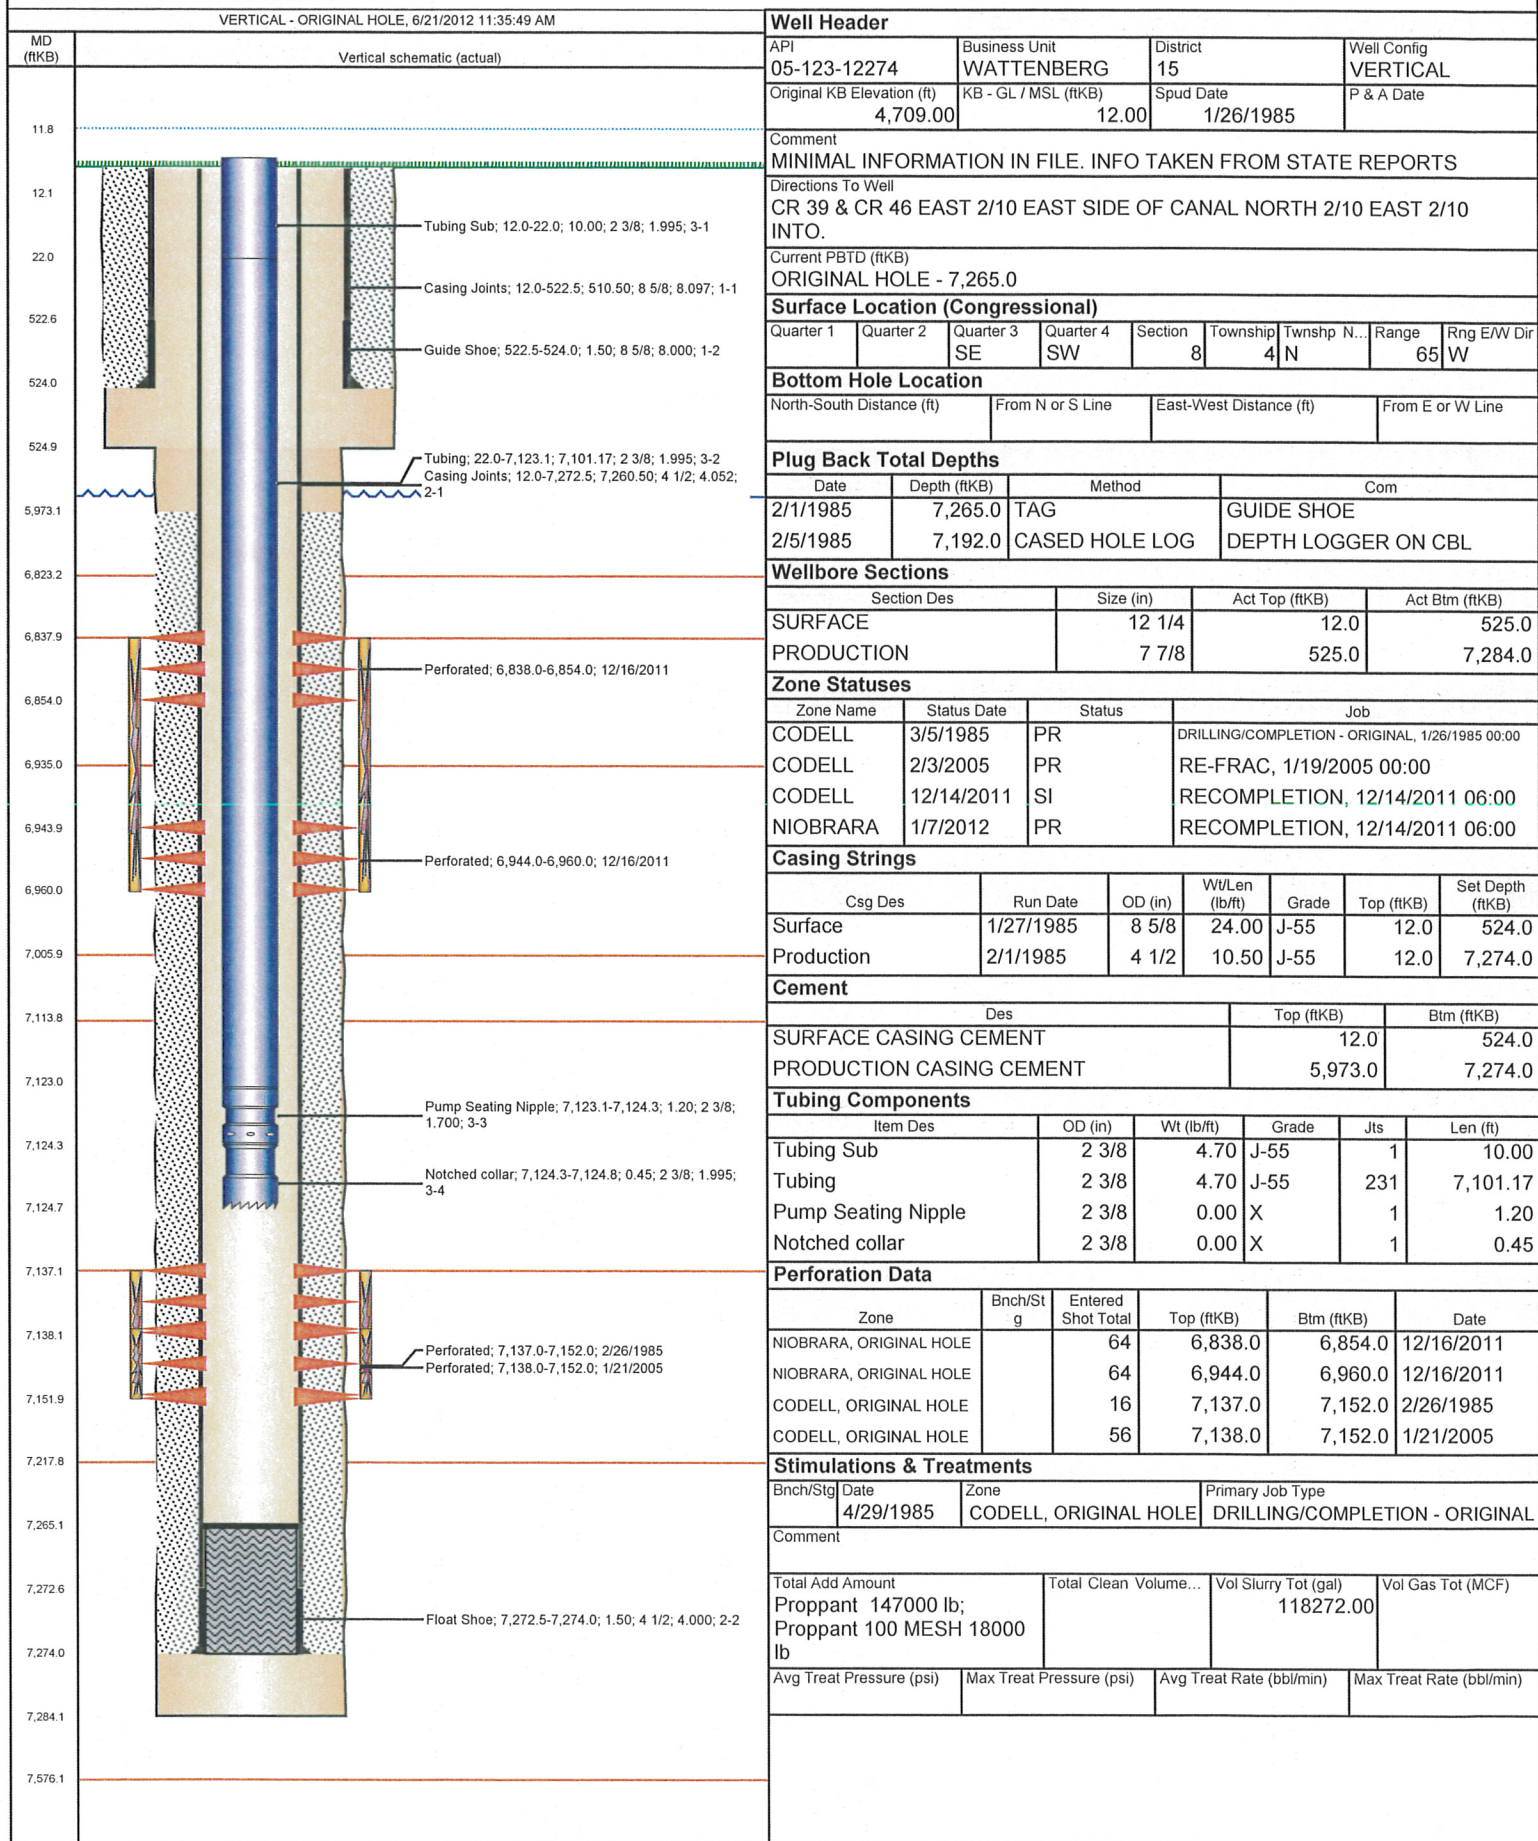 VERTICAL - ORIGINAL HOLE, 6/21/2012 11:35:49 AM
MD
(ftKB)
Vertical schematic (actual)
11.8
12.1
22.0
522.6
524.0
524.9
5,973.1
6,823.2
6,837.9
6,854.0
6,935.0
6,943.9
6,960.0
7,005.9
7,113.8
7,123.0
7,124.3
7,124.7
7,137.1
7,138.1
7,151.9
7,217.8
7,265.1
7,272.6
7,274.0
7,284.1
7,576.1
Tubing Sub; 12.0-22.0; 10.00; 2 3/8; 1.995; 3-1
Casing Joints; 12.0-522.5; 510.50; 8 5/8; 8.097; 1-1
Guide Shoe; 522.5-524.0; 1.50; 8 5/8; 8.000; 1-2
Tubing; 22.0-7,123.1; 7,101.17; 2 3/8; 1.995; 3-2
Casing Joints; 12.0-7,272.5; 7,260.50; 4 1/2; 4.052;
2-1
Perforated; 6,838.0-6,854.0; 12/16/2011
Perforated; 6,944.0-6,960.0; 12/16/2011
Pump Seating Nipple; 7,123.1-7,124.3; 1.20; 2 3/8;
1.700; 3-3
Notched collar; 7,124.3-7,124.8; 0.45; 2 3/8; 1.995;
3-4
Perforated; 7,137.0-7,152.0; 2/26/1985
Perforated; 7,138.0-7,152.0; 1/21/2005
Float Shoe; 7,272.5-7,274.0; 1.50; 4 1/2; 4.000; 2-2
Well Header
API Business Unit District Well Config
05-123-12274 WATTENBERG 15 VERTICAL
Original KB Elevation (ft) KB - GL / MSL (ftKB) Spud Date P & A Date
4,709.00 12.00 1/26/1985
Comment
MINIMAL INFORMATION IN FILE. INFO TAKEN FROM STATE REPORTS
Directions To Well
CR 39 & CR 46 EAST 2/10 EAST SIDE OF CANAL NORTH 2/10 EAST 2/10
INTO.
Current PBTD (ftKB)
ORIGINAL HOLE - 7,265.0
Surface Location (Congressional)
Quarter 1 Quarter 2 Quarter 3 Quarter 4 Section Township Twnshp N... Range Rng E/W Dir
SE SW 8 4 N 65 W
Bottom Hole Location
North-South Distance (ft) From N or S Line East-West Distance (ft) From E or W Line
Plug Back Total Depths
Date Depth (ftKB) Method Com
2/1/1985 7,265.0 TAG GUIDE SHOE
2/5/1985 7,192.0 CASED HOLE LOG DEPTH LOGGER ON CBL
Wellbore Sections
Section Des Size (in) Act Top (ftKB) Act Btm (ftKB)
SURFACE 12 1/4 12.0 525.0
PRODUCTION 7 7/8 525.0 7,284.0
Zone Statuses
Zone Name Status Date Status Job
CODELL 3/5/1985 PR DRILLING/COMPLETION - ORIGINAL, 1/26/1985 00:00
CODELL 2/3/2005 PR RE-FRAC, 1/19/2005 00:00
CODELL 12/14/2011 SI RECOMPLETION, 12/14/2011 06:00
NIOBRARA 1/7/2012 PR RECOMPLETION, 12/14/2011 06:00
Casing Strings
Csg Des Run Date OD (in) Wt/Len (lb/ft) Grade Top (ftKB) Set Depth (ftKB)
Surface 1/27/1985 8 5/8 24.00 J-55 12.0 524.0
Production 2/1/1985 4 1/2 10.50 J-55 12.0 7,274.0
Cement
Des Top (ftKB) Btm (ftKB)
SURFACE CASING CEMENT 12.0 524.0
PRODUCTION CASING CEMENT 5,973.0 7,274.0
Tubing Components
Item Des OD (in) Wt (lb/ft) Grade Jts Len (ft)
Tubing Sub 2 3/8 4.70 J-55 1 10.00
Tubing 2 3/8 4.70 J-55 231 7,101.17
Pump Seating Nipple 2 3/8 0.00 X 1 1.20
Notched collar 2 3/8 0.00 X 1 0.45
Perforation Data
Zone Bnch/St g Entered Shot Total Top (ftKB) Btm (ftKB) Date
NIOBRARA, ORIGINAL HOLE 64 6,838.0 6,854.0 12/16/2011
NIOBRARA, ORIGINAL HOLE 64 6,944.0 6,960.0 12/16/2011
CODELL, ORIGINAL HOLE 16 7,137.0 7,152.0 2/26/1985
CODELL, ORIGINAL HOLE 56 7,138.0 7,152.0 1/21/2005
Stimulations & Treatments
Bnch/Stg Date Zone Primary Job Type
4/29/1985 CODELL, ORIGINAL HOLE DRILLING/COMPLETION - ORIGINAL
Comment
Total Add Amount Total Clean Volume... Vol Slurry Tot (gal) Vol Gas Tot (MCF)
Proppant 147000 lb; 118272.00
Proppant 100 MESH 18000
lb
Avg Treat Pressure (psi) Max Treat Pressure (psi) Avg Treat Rate (bbl/min) Max Treat Rate (bbl/min)